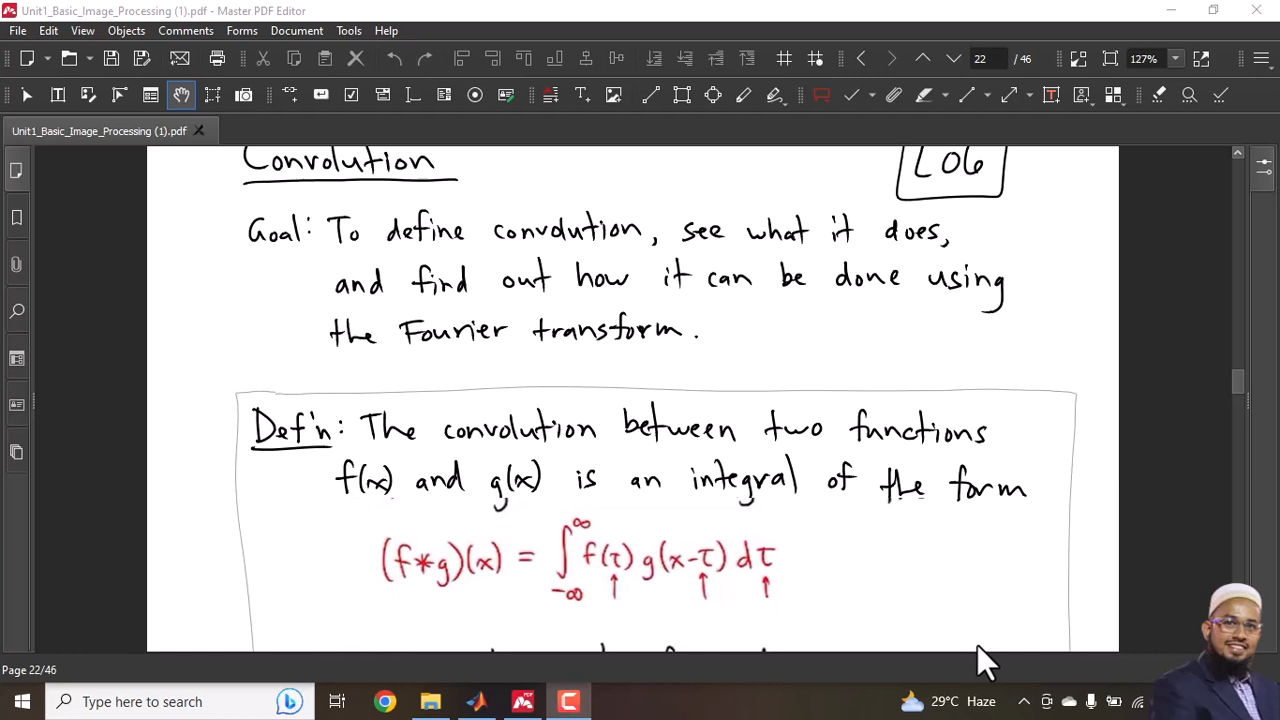 Unit1_Basic_Image_Processing (1).pdf - Master PDF Editor
File Edit View Objects Comments Forms Document Tools Help
22 / 46
127%
Unit1_Basic_Image_Processing (1).pdf
Convolution
L06
Goal: To define convolution, see what it does,
and find out how it can be done using
the Fourier transform.
Def'n: The convolution between two functions
f(x) and g(x) is an integral of the form
(f*g)(x) = ∫_{-∞}^{∞} f(τ) g(x-τ) dτ
Page 22/46
Type here to search
29°C Haze